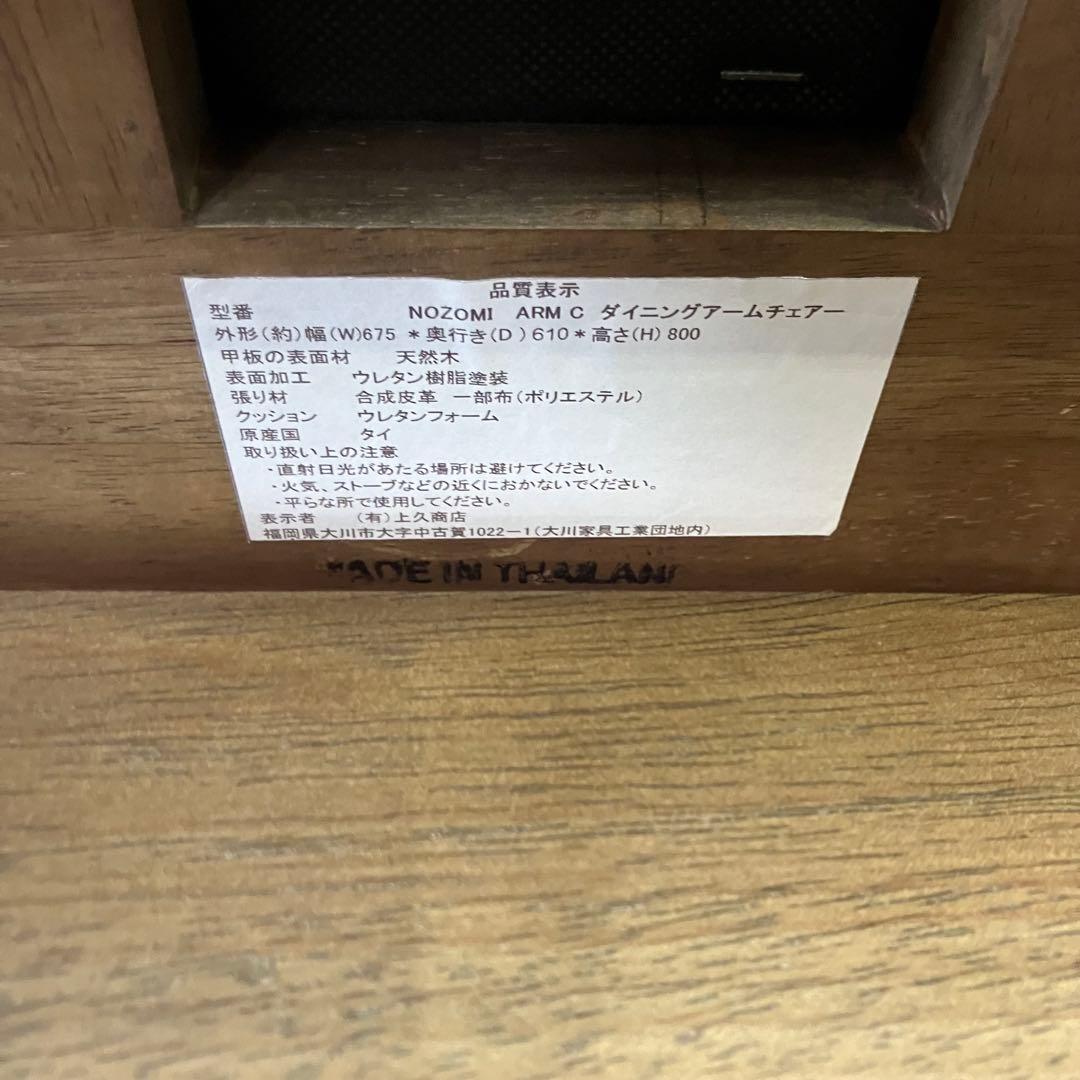 品質表示
型番 NOZOMI ARM C ダイニングアームチェアー
外形(約)幅(W)675 *奥行き(D )610*高さ(H) 800
甲板の表面材 天然木
表面加工 ウレタン樹脂塗装
張り材 合成皮革 一部布(ポリエステル)
クッション ウレタンフォーム
原産国 タイ
取り扱い上の注意
・直射日光があたる場所は避けてください。
・火気、ストーブなどの近くにおかないでください。
・平らな所で使用してください。
表示者 (有)上久商店
福岡県大川市大字中古賀1022-1(大川家具工業団地内)
MADE IN THAILAND